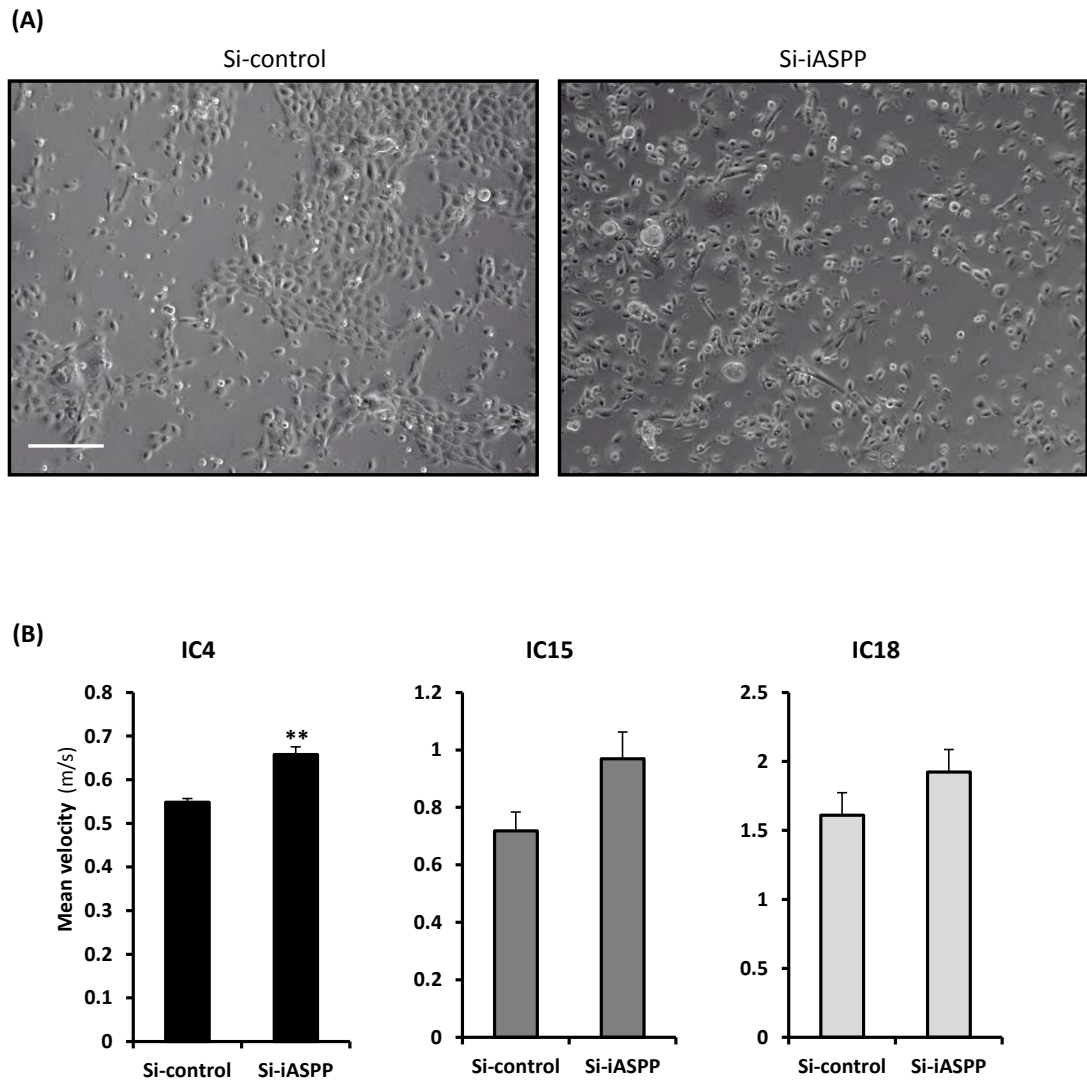 (A)
Si-control Si-iASPP
(B)
IC4 IC15 IC18
Mean velocity (m/s)
0.8
0.7
0.6
0.5
0.4
0.3
0.2
0.1
0
**
Si-control Si-iASPP
1.2
1
0.8
0.6
0.4
0.2
0
Si-control Si-iASPP
2.5
2
1.5
1
2.5
0
Si-control Si-iASPP